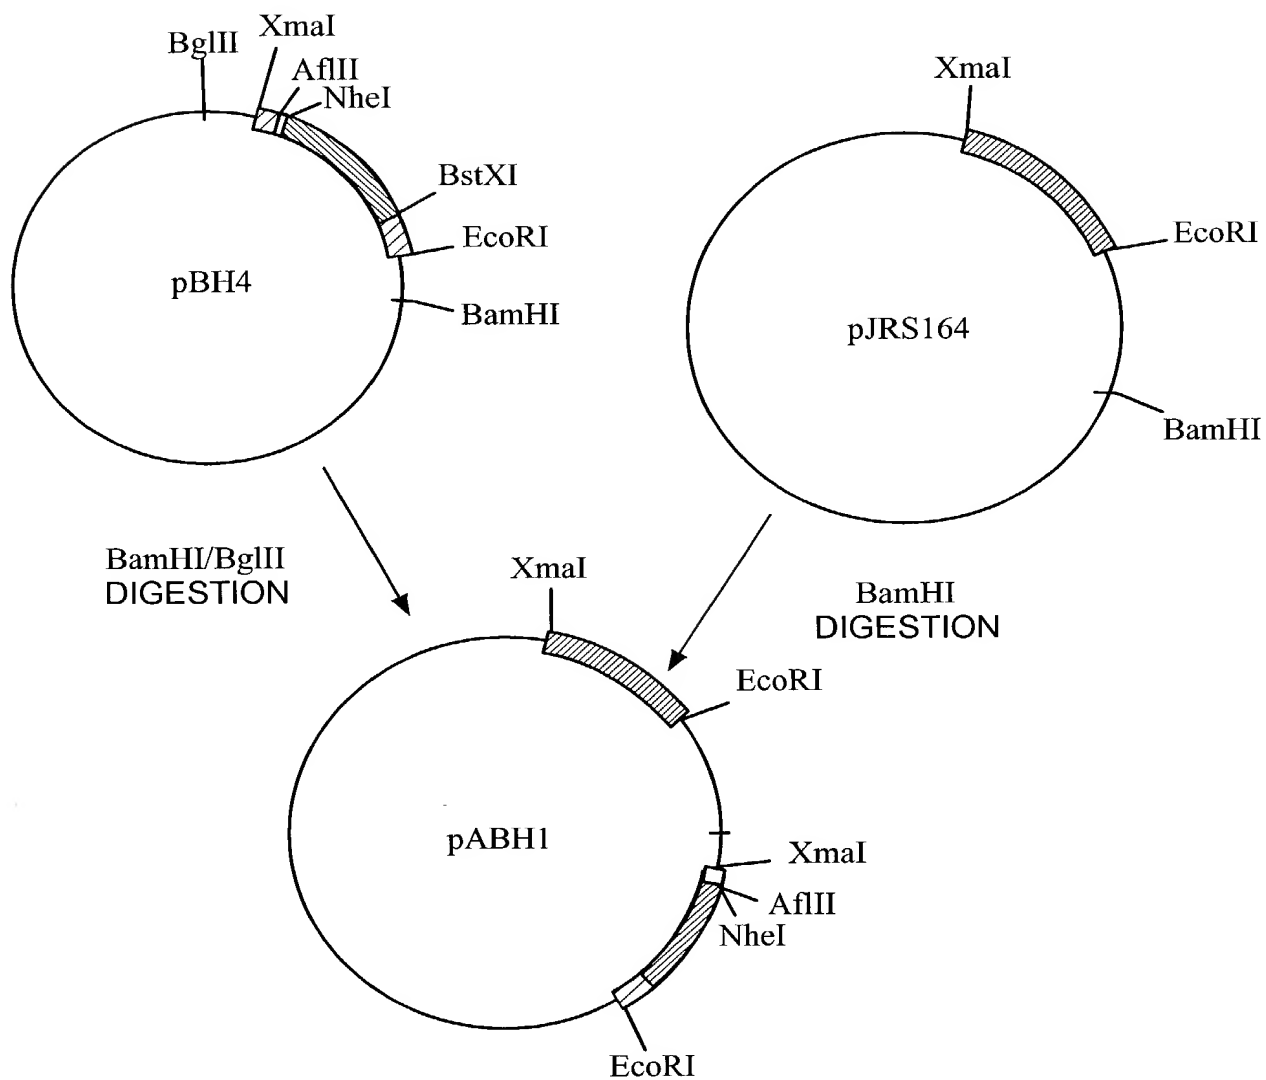 BglII
XmaI
AflII
NheI
BstXI
EcoRI
BamHI
pBH4
XmaI
EcoRI
BamHI
pJRS164
BamHI/BglII
DIGESTION
BamHI
DIGESTION
XmaI
EcoRI
pABH1
XmaI
AflII
NheI
EcoRI